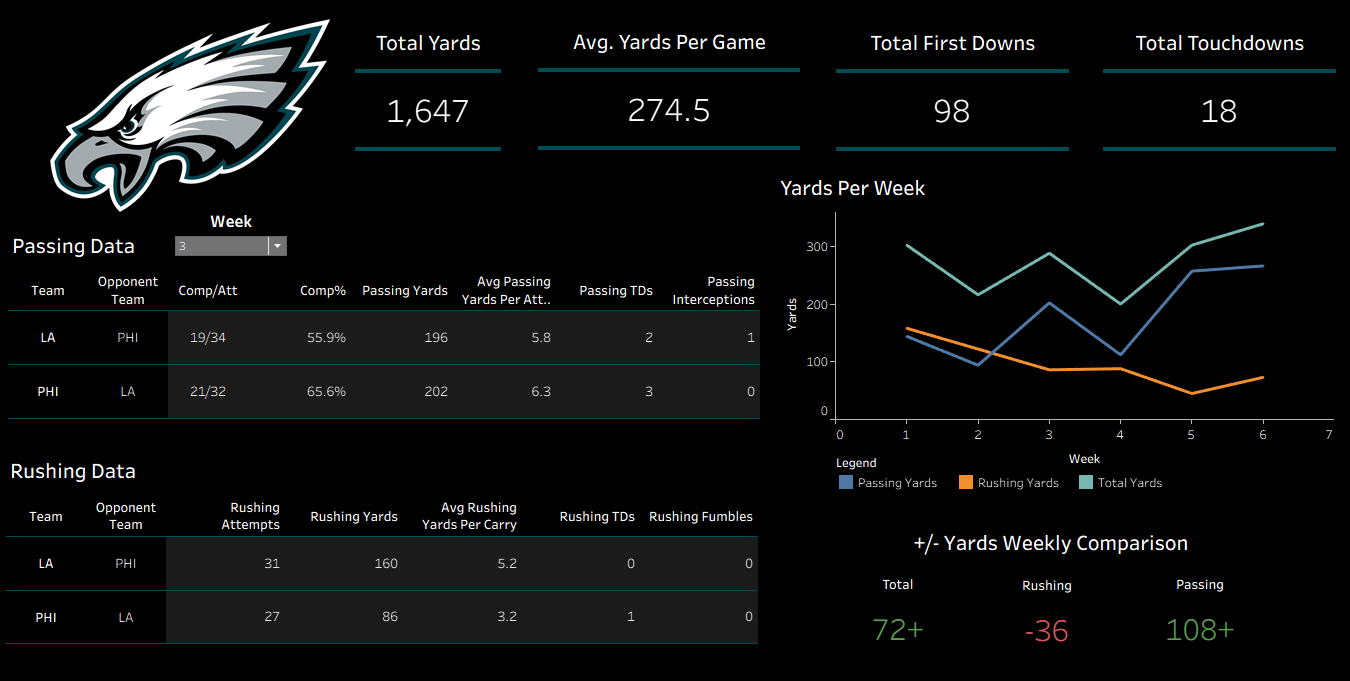 Total Yards
Avg. Yards Per Game
Total First Downs
Total Touchdowns
1,647
274.5
98
18
Week
Passing Data
3
Team Opponent Team Comp/Att Comp% Passing Yards Avg Passing Yards Per Att.. Passing TDs Passing Interceptions
LA PHI 19/34 55.9% 196 5.8 2 1
PHI LA 21/32 65.6% 202 6.3 3 0
Rushing Data
Team Opponent Team Rushing Attempts Rushing Yards Avg Rushing Yards Per Carry Rushing TDs Rushing Fumbles
LA PHI 31 160 5.2 0 0
PHI LA 27 86 3.2 1 0
Yards Per Week
Yards
300
200
100
0
0 1 2 3 4 5 6 7
Week
Legend
Passing Yards Rushing Yards Total Yards
+/- Yards Weekly Comparison
Total Rushing Passing
72+ -36 108+